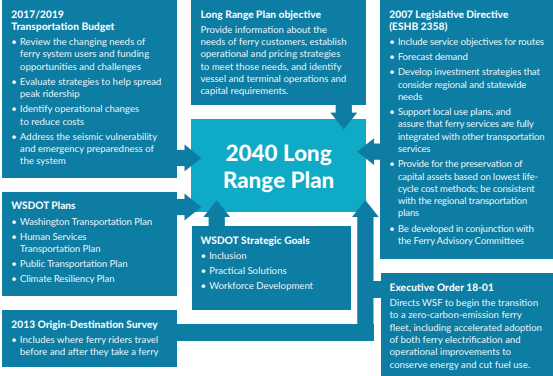 2017/2019
Transportation Budget
• Review the changing needs of
ferry system users and funding
opportunities and challenges
• Evaluate strategies to help spread
peak ridership
• Identify operational changes
to reduce costs
• Address the seismic vulnerability
and emergency preparedness of
the system
Long Range Plan objective
Provide information about the
needs of ferry customers, establish
operational and pricing strategies
to meet those needs, and identify
vessel and terminal operations and
capital requirements.
2007 Legislative Directive
(ESHB 2358)
• Include service objectives for routes
• Forecast demand
• Develop investment strategies that
consider regional and statewide
needs
• Support local use plans, and
assure that ferry services are fully
integrated with other transportation
services
• Provide for the preservation of
capital assets based on lowest life-
cycle cost methods; be consistent
with the regional transportation
plans
• Be developed in conjunction with
the Ferry Advisory Committees
2040 Long
Range Plan
WSDOT Plans
• Washington Transportation Plan
• Human Services
Transportation Plan
• Public Transportation Plan
• Climate Resiliency Plan
WSDOT Strategic Goals
• Inclusion
• Practical Solutions
• Workforce Development
Executive Order 18-01
Directs WSF to begin the transition
to a zero-carbon-emission ferry
fleet, including accelerated adoption
of both ferry electrification and
operational improvements to
conserve energy and cut fuel use.
2013 Origin-Destination Survey
• Includes where ferry riders travel
before and after they take a ferry